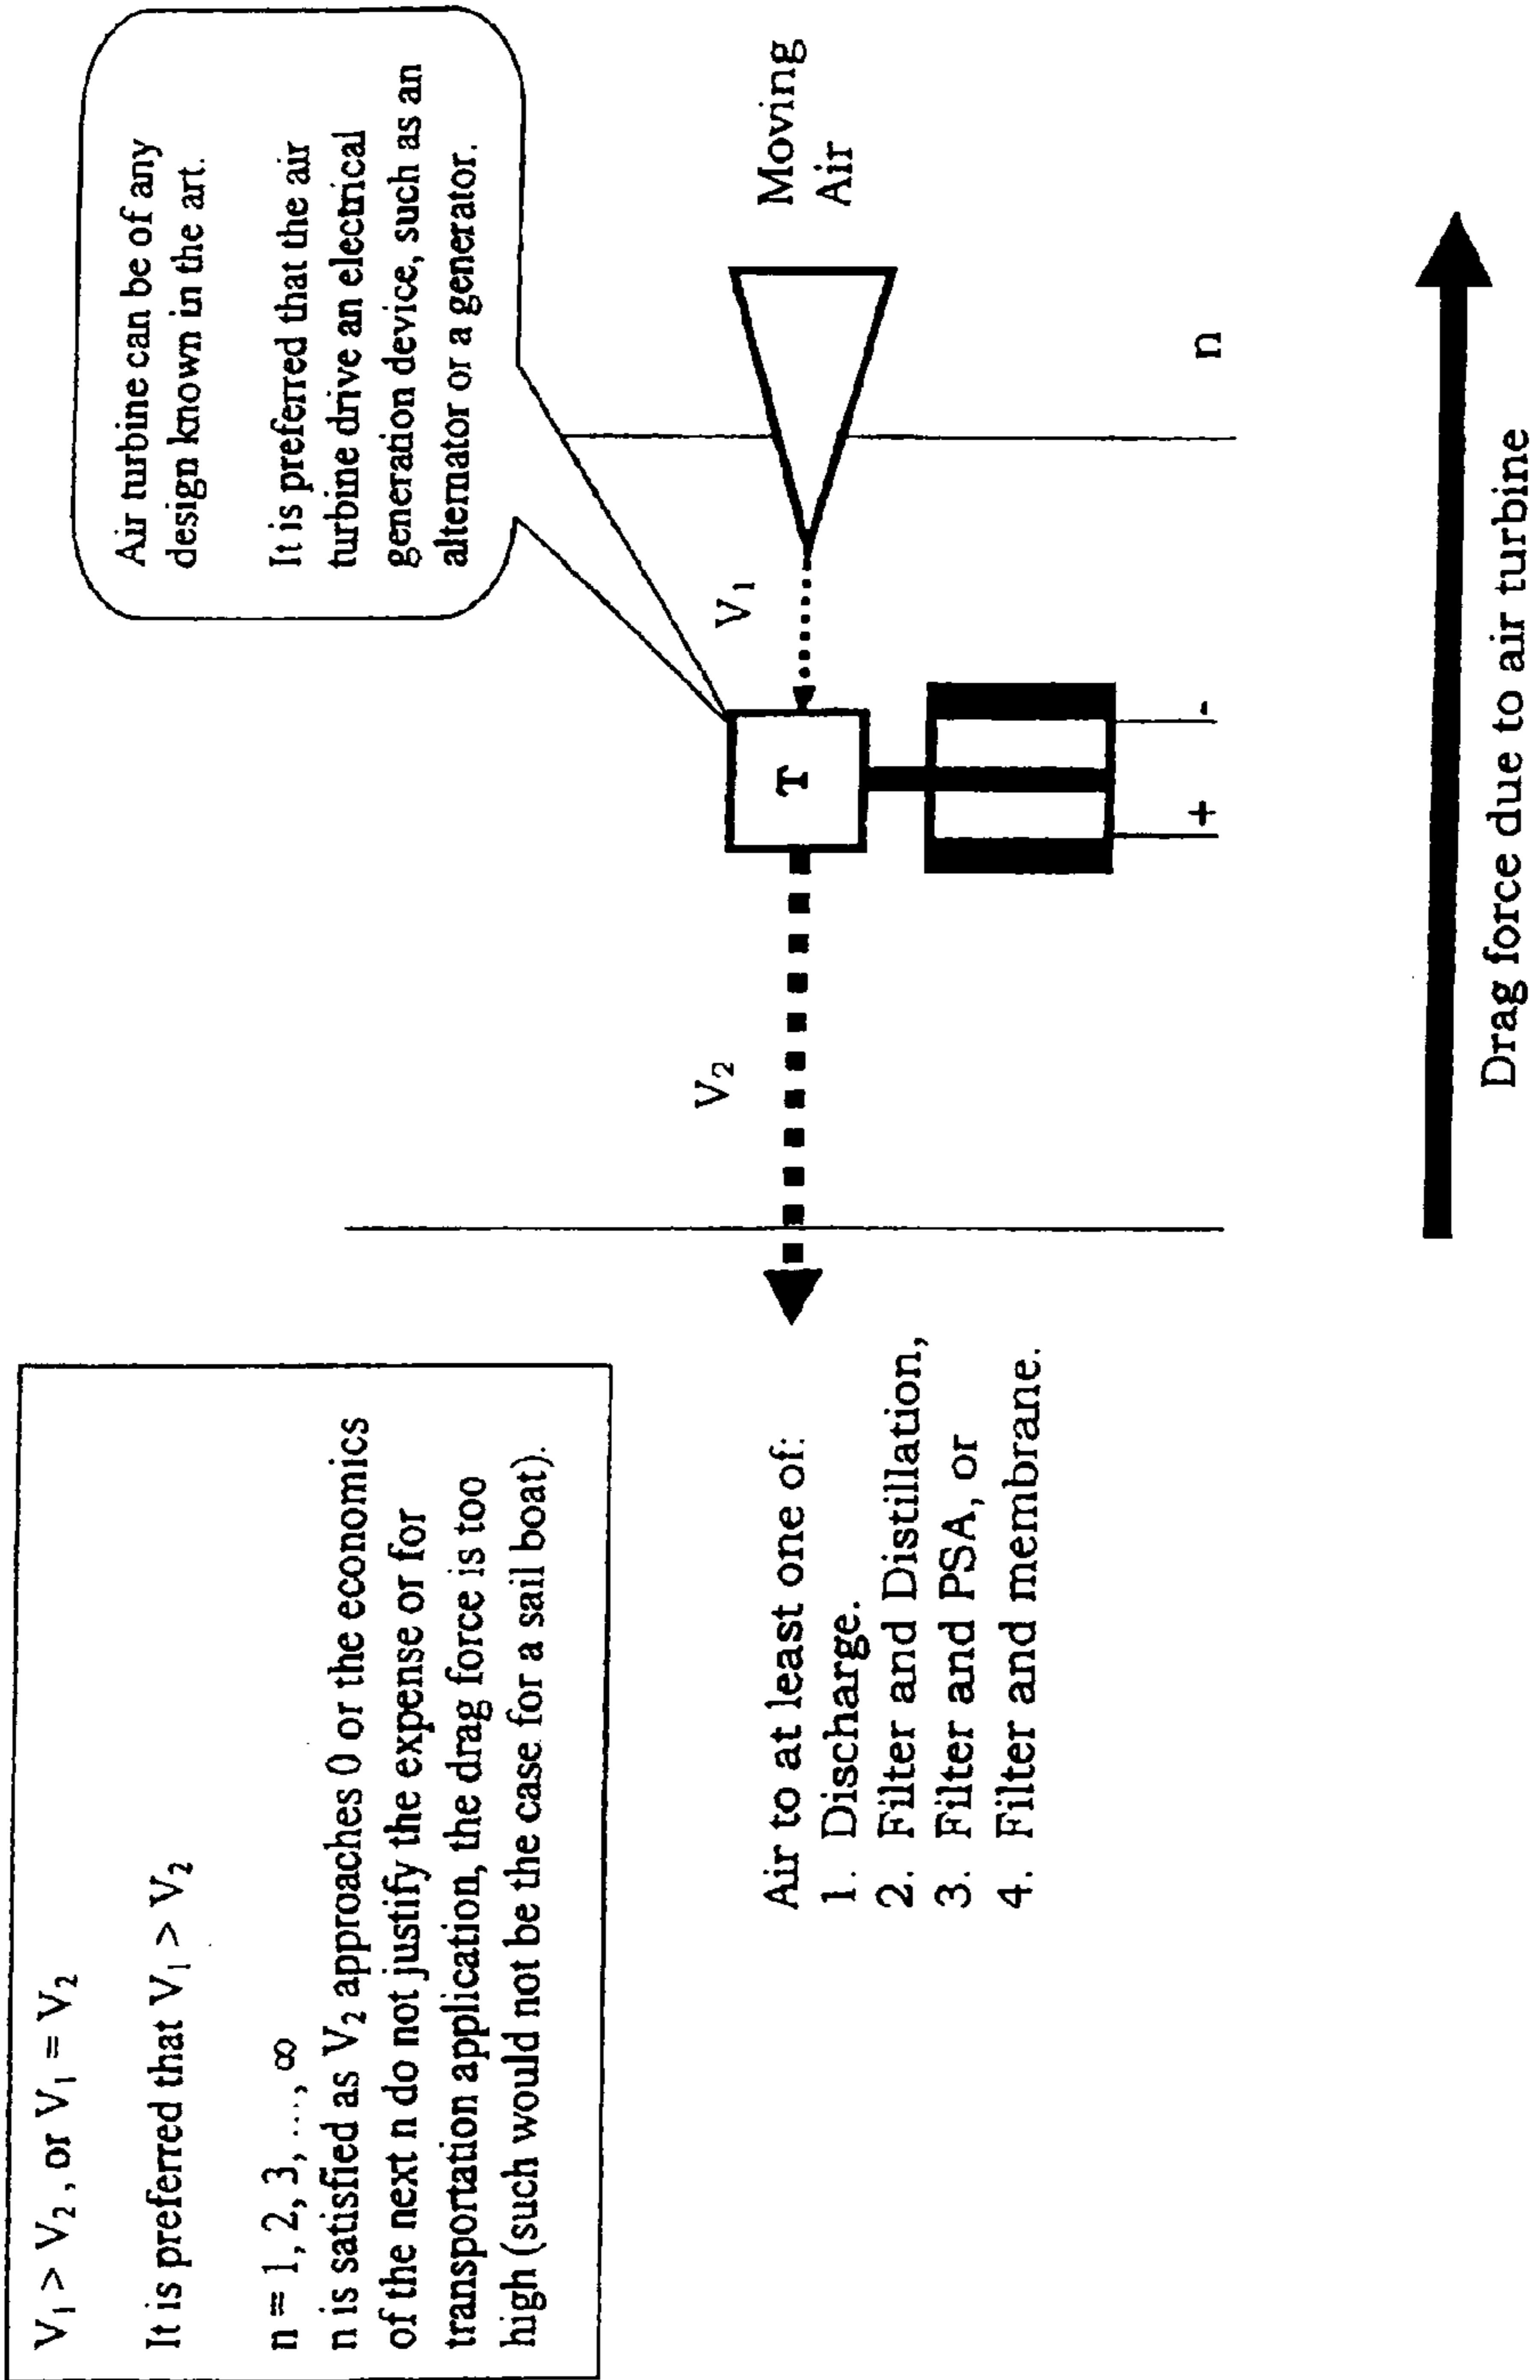 V₁ > V₂, or V₁ = V₂
It is preferred that V₁ > V₂
n = 1, 2, 3, ..., ∞
n is satisfied as V₂ approaches 0 or the economics
of the next n do not justify the expense or for
transportation application, the drag force is too
high (such would not be the case for a sail boat).
Air turbine can be of any
design known in the art.
It is preferred that the air
turbine drive an electrical
generation device, such as an
alternator or a generator.
V₂
T
V₁
Moving
Air
+
-
n
Air to at least one of:
1. Discharge.
2. Filter and Distillation,
3. Filter and PSA, or
4. Filter and membrane.
Drag force due to air turbine